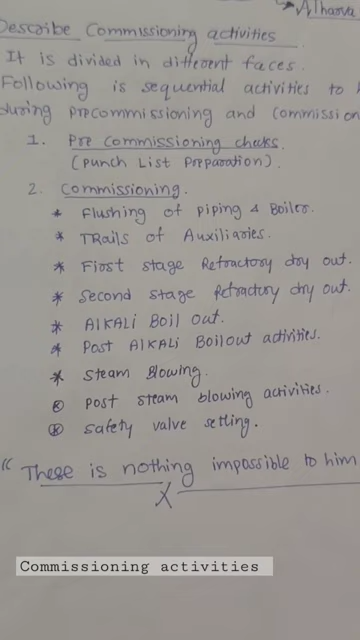 Atharva
Describe Commissioning activities
It is divided in different faces.
Following is sequential activities to
during precommissioning and commission
1. Pre Commissioning cheaks.
(Punch List Preparation).
2. Commissioning.
* Flushing of Piping & Boiler.
* TRails of Auxiliaries.
* First stage Refractory dry out.
* Second stage Refractory dry out.
* AlKALi Boil out.
* Post AlKALi Boilout activities.
* Steam Blowing.
* post steam blowing activities.
* safety valve setting.
“ These is nothing impossible to him
Commissioning activities